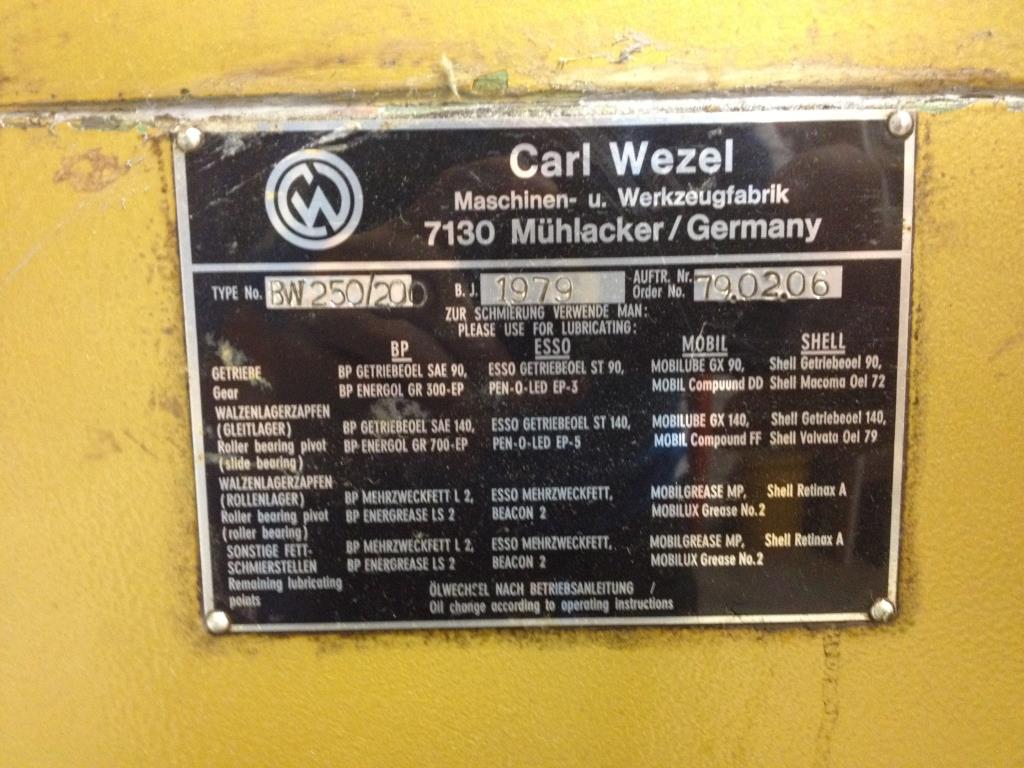 CW
Carl Wezel
Maschinen- u. Werkzeugfabrik
7130 Mühlacker/Germany
TYPE No. BW 250/200 B. J. 1979 AUFTR. Nr. Order No. 79.02.06
ZUR SCHMIERUNG VERWENDE MAN:
PLEASE USE FOR LUBRICATING:
BP ESSO MOBIL SHELL
GETRIEBE BP GETRIEBEOEL SAE 90, ESSO GETRIEBEOEL ST 90, MOBILUBE GX 90, Shell Getriebeoel 90,
Gear BP ENERGOL GR 300-EP PEN-O-LED EP-3 MOBIL Compound DD Shell Macoma Oel 72
WALZENLAGERZAPFEN
(GLEITLAGER) BP GETRIEBEOEL SAE 140, ESSO GETRIEBEOEL ST 140, MOBILUBE GX 140, Shell Getriebeoel 140,
Roller bearing pivot BP ENERGOL GR 700-EP PEN-O-LED EP-5 MOBIL Compound FF Shell Valvata Oel 79
(slide bearing)
WALZENLAGERZAPFEN
(ROLLENLAGER) BP MEHRZWECKFETT L 2, ESSO MEHRZWECKFETT, MOBILGREASE MP, Shell Retinax A
Roller bearing pivot BP ENERGREASE LS 2 BEACON 2 MOBILUX Grease No.2
(roller bearing)
SONSTIGE FETT- BP MEHRZWECKFETT L 2, ESSO MEHRZWECKFETT, MOBILGREASE MP, Shell Retinax A
SCHMIERSTELLEN BP ENERGREASE LS 2 BEACON 2 MOBILUX Grease No.2
Remaining lubricating
points
ÖLWECHSEL NACH BETRIEBSANLEITUNG /
Oil change according to operating instructions